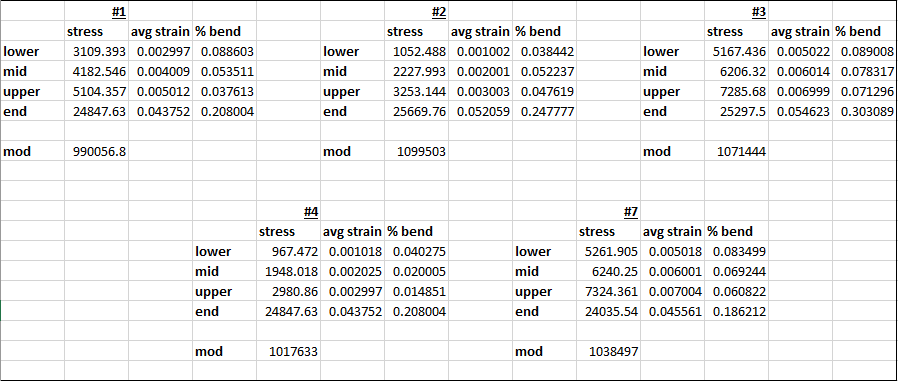 #1 #2 #3
stress avg strain % bend stress avg strain % bend stress avg strain % bend
lower 3109.393 0.002997 0.088603 lower 1052.488 0.001002 0.038442 lower 5167.436 0.005022 0.089008
mid 4182.546 0.004009 0.053511 mid 2227.993 0.002001 0.052237 mid 6206.32 0.006014 0.078317
upper 5104.357 0.005012 0.037613 upper 3253.144 0.003003 0.047619 upper 7285.68 0.006999 0.071296
end 24847.63 0.043752 0.208004 end 25669.76 0.052059 0.247777 end 25297.5 0.054623 0.303089
mod 990056.8 mod 1099503 mod 1071444
#4 #7
stress avg strain % bend stress avg strain % bend
lower 967.472 0.001018 0.040275 lower 5261.905 0.005018 0.083499
mid 1948.018 0.002025 0.020005 mid 6240.25 0.006001 0.069244
upper 2980.86 0.002997 0.014851 upper 7324.361 0.007004 0.060822
end 24847.63 0.043752 0.208004 end 24035.54 0.045561 0.186212
mod 1017633 mod 1038497